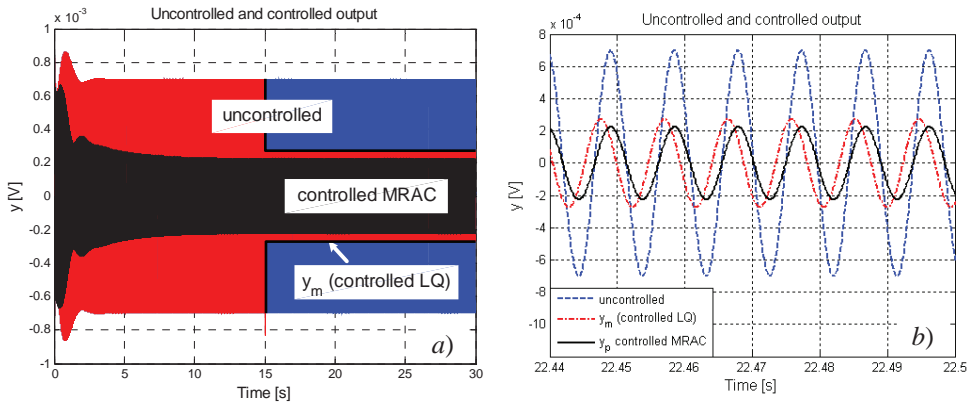 Uncontrolled and controlled output
x 10^-3
1
0.8
0.6
0.4
0.2
0
-0.2
-0.4
-0.6
-0.8
-1
y [V]
uncontrolled
controlled MRAC
y_m (controlled LQ)
a)
0 5 10 15 20 25 30
Time [s]
Uncontrolled and controlled output
x 10^-4
8
6
4
2
0
-2
-4
-6
-8
-10
y [V]
uncontrolled
y_m (controlled LQ)
y_p controlled MRAC
b)
22.44 22.45 22.46 22.47 22.48 22.49 22.5
Time [s]